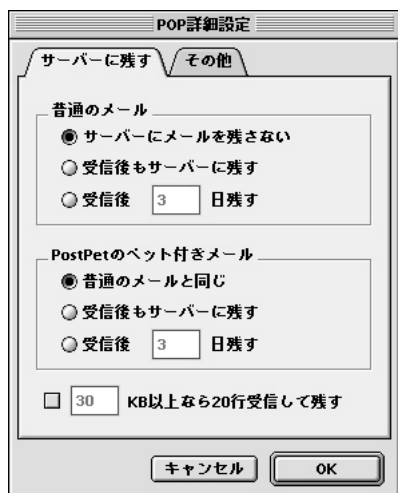 POP詳細設定
サーバーに残す その他
普通のメール
サーバーにメールを残さない
受信後もサーバーに残す
受信後 3 日残す
PostPetのペット付きメール
普通のメールと同じ
受信後もサーバーに残す
受信後 3 日残す
30 KB以上なら20行受信して残す
キャンセル OK